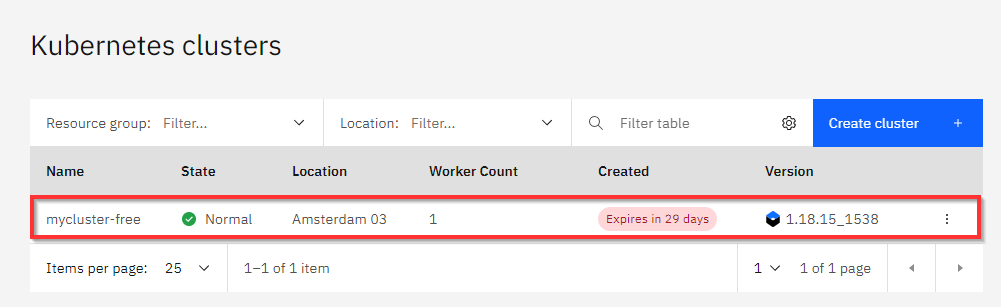 Kubernetes clusters
Resource group: Filter... Location: Filter... Filter table Create cluster +
Name State Location Worker Count Created Version
mycluster-free Normal Amsterdam 03 1 Expires in 29 days 1.18.15_1538
Items per page: 25 1–1 of 1 item 1 1 of 1 page